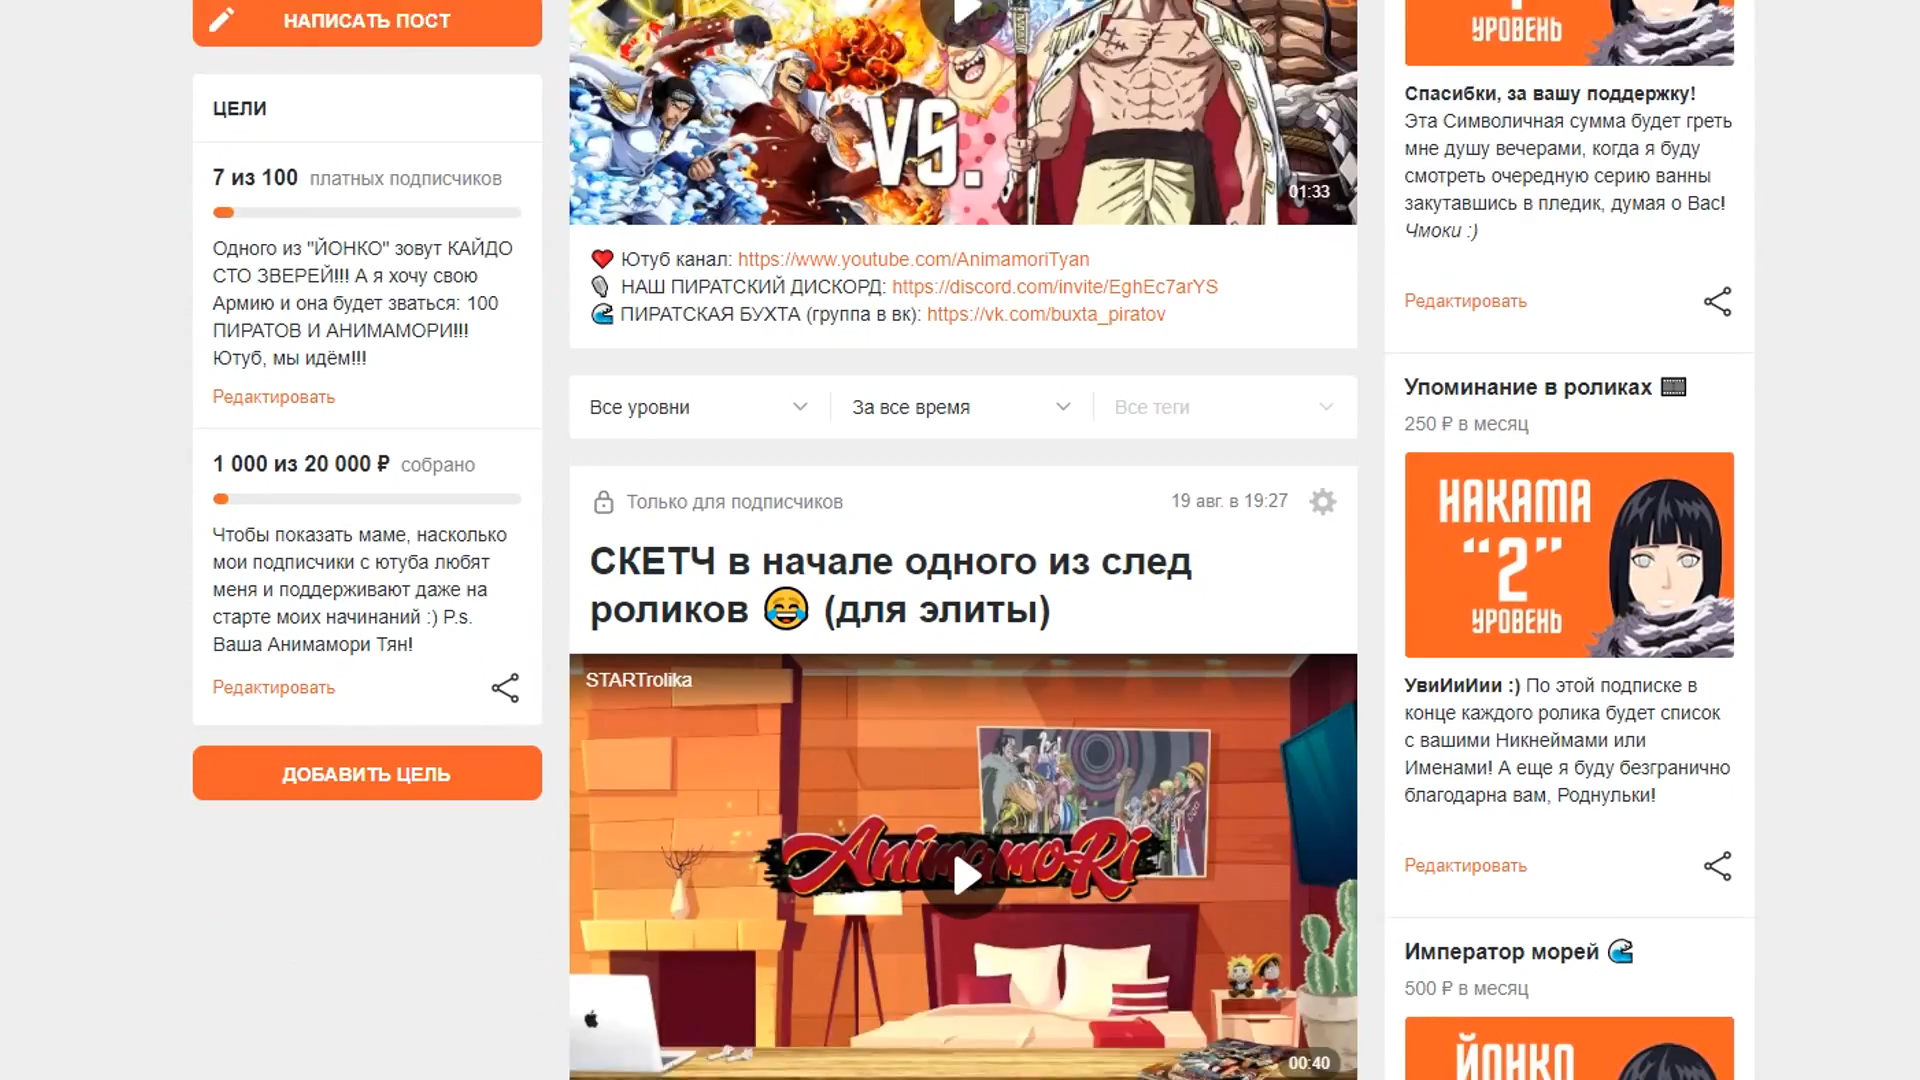 НАПИСАТЬ ПОСТ
ЦЕЛИ
7 из 100 платных подписчиков
Одного из "ЙОНКО" зовут КАЙДО
СТО ЗВЕРЕЙ!!! А я хочу свою
Армию и она будет зваться: 100
ПИРАТОВ И АНИМАМОРИ!!!
Ютуб, мы идём!!!
Редактировать
1 000 из 20 000 ₽ собрано
Чтобы показать маме, насколько
мои подписчики с ютуба любят
меня и поддерживают даже на
старте моих начинаний :) P.s.
Ваша Анимамори Тян!
Редактировать
ДОБАВИТЬ ЦЕЛЬ
VS.
01:33
Ютуб канал: https://www.youtube.com/AnimamoriTyan
НАШ ПИРАТСКИЙ ДИСКОРД: https://discord.com/invite/EghEc7arYS
ПИРАТСКАЯ БУХТА (группа в вк): https://vk.com/buxta_piratov
Все уровни
За все время
Все теги
Только для подписчиков
19 авг. в 19:27
СКЕТЧ в начале одного из след
роликов 😂 (для элиты)
STARTrolika
AnimamoRi
00:40
УРОВЕНЬ
Спасибки, за вашу поддержку!
Эта Символичная сумма будет греть
мне душу вечерами, когда я буду
смотреть очередную серию ванны
закутавшись в пледик, думая о Вас!
Чмоки :)
Редактировать
Упоминание в роликах
250 ₽ в месяц
НАКАМА
"2"
УРОВЕНЬ
УвиИиИии :) По этой подписке в
конце каждого ролика будет список
с вашими Никнеймами или
Именами! А еще я буду безгранично
благодарна вам, Роднульки!
Редактировать
Император морей
500 ₽ в месяц
ЙОНКО